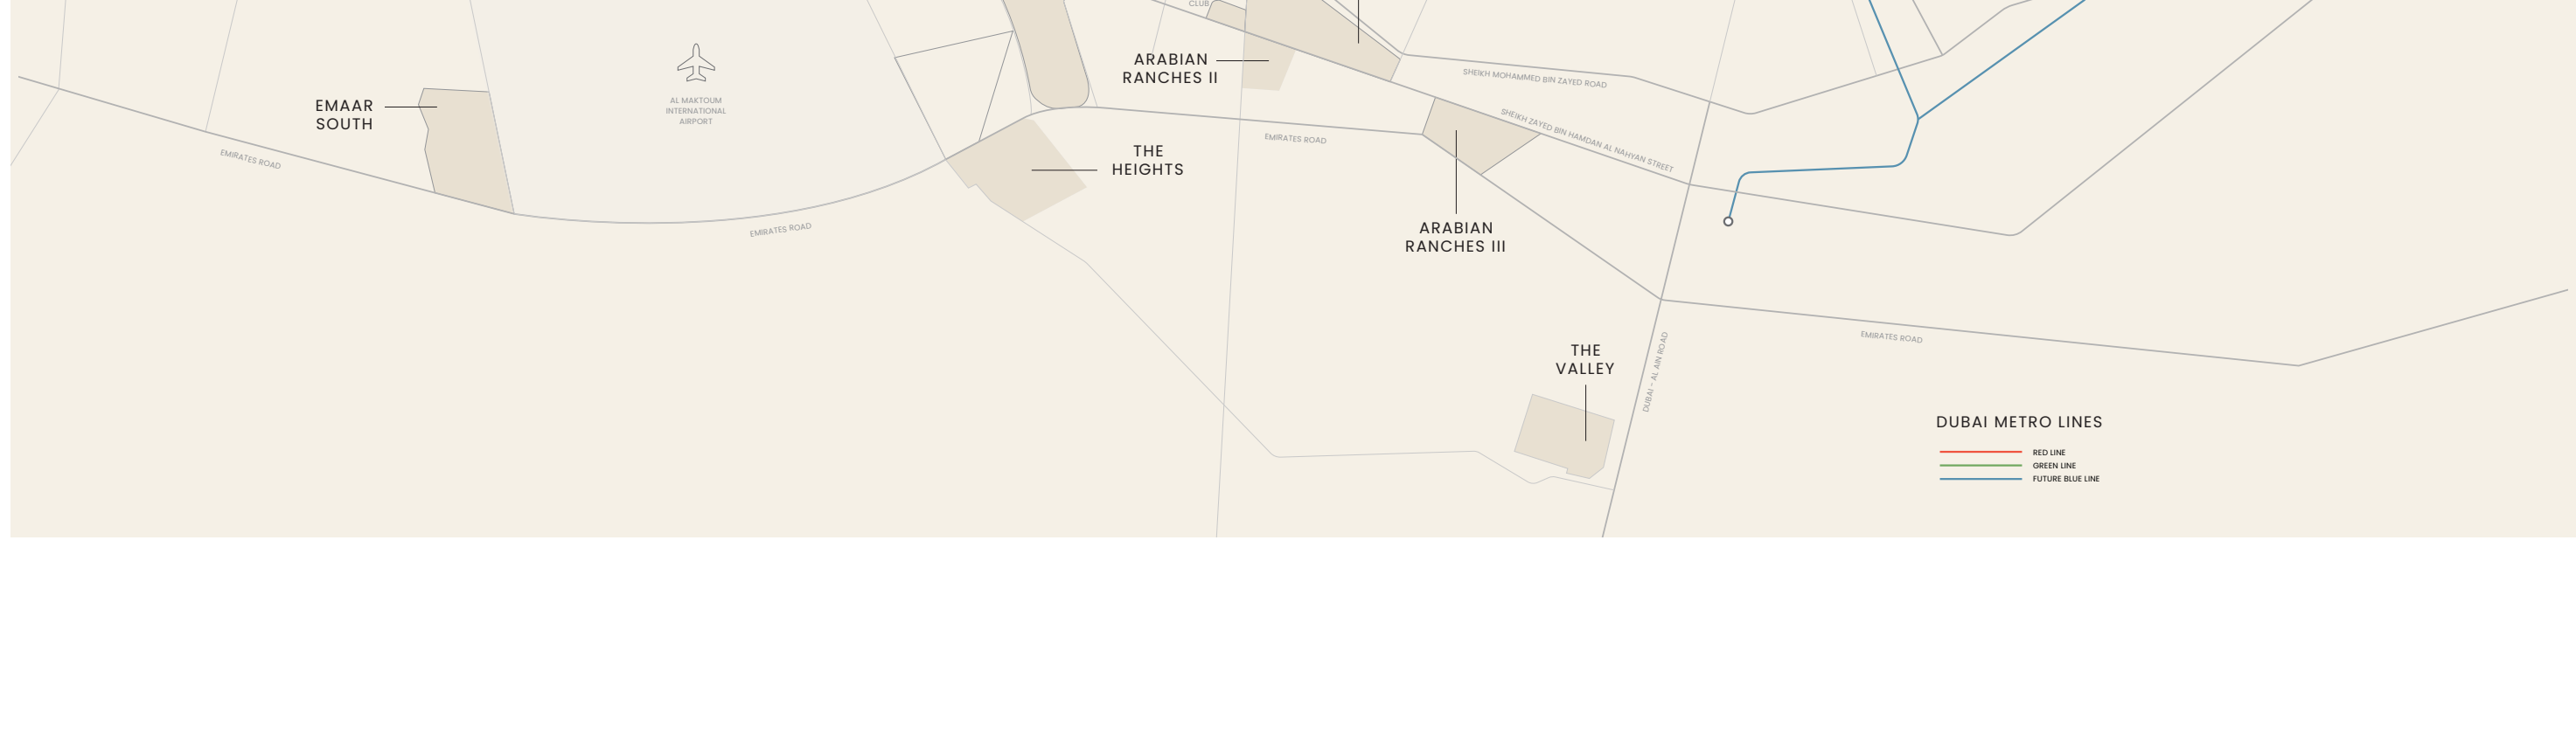 CLUB
ARABIAN
RANCHES II
SHEIKH MOHAMMED BIN ZAYED ROAD
EMAAR
SOUTH
AL MAKTOUM
INTERNATIONAL
AIRPORT
SHEIKH ZAYED BIN HAMDAN AL NAHYAN STREET
EMIRATES ROAD
EMIRATES ROAD
THE
HEIGHTS
EMIRATES ROAD
ARABIAN
RANCHES III
EMIRATES ROAD
THE
VALLEY
DUBAI - AL AIN ROAD
DUBAI METRO LINES
RED LINE
GREEN LINE
FUTURE BLUE LINE